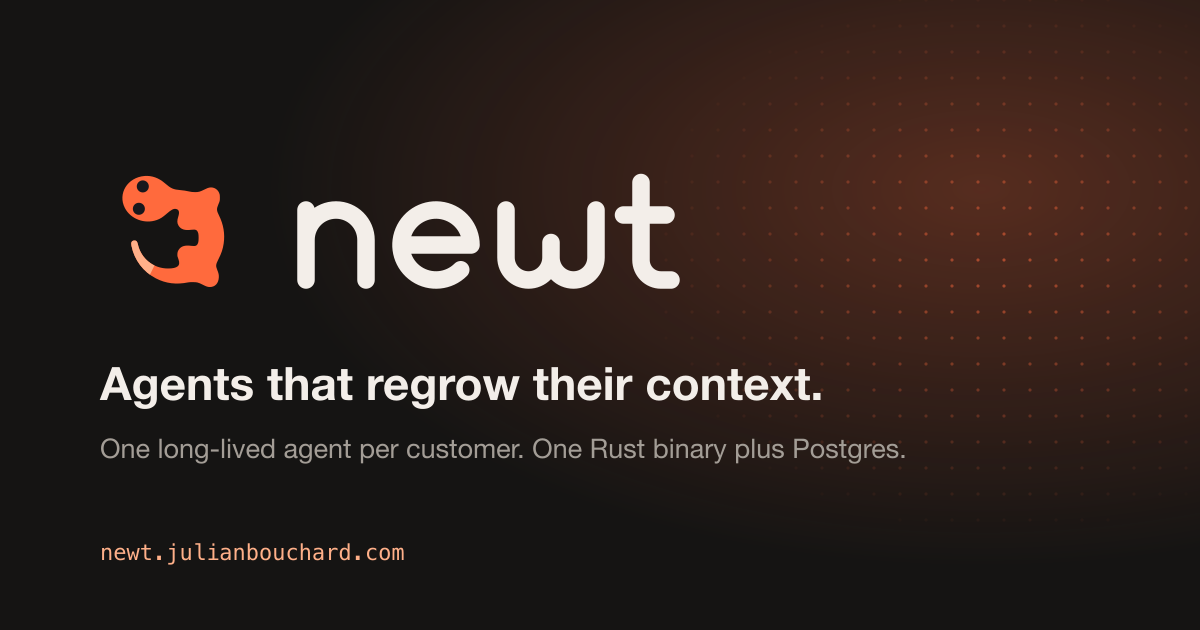 newt
Agents that regrow their context.
One long-lived agent per customer. One Rust binary plus Postgres.
newt.julianbouchard.com